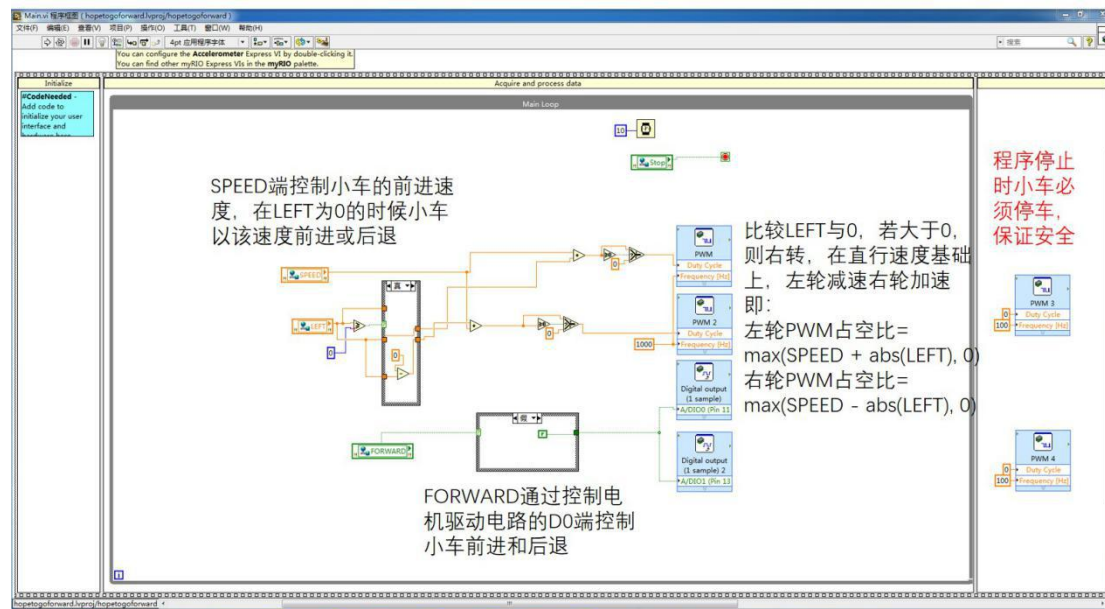 Main.vi 程序框图 ( hopetogoforward.lvproj/hopetogoforward )
文件(F) 编辑(E) 查看(V) 项目(P) 操作(O) 工具(T) 窗口(W) 帮助(H)
4pt 应用程序字体
搜索
You can configure the Accelerometer Express VI by double-clicking it.
You can find other myRIO Express VIs in the myRIO palette.
Initialize
Acquire and process data
#CodeNeeded -
Add code to
initialize your user
interface and
Main Loop
10
Stop
SPEED端控制小车的前进速
度，在LEFT为0的时候小车
以该速度前进或后退
SPEED
LEFT
0
真
0
0
0
1000
PWM
Duty Cycle
Frequency [Hz]
PWM 2
Duty Cycle
Frequency [Hz]
Digital output
(1 sample)
A/DIO0 (Pin 11
Digital output
(1 sample) 2
A/DIO1 (Pin 13
比较LEFT与0，若大于0，
则右转，在直行速度基础
上，左轮减速右轮加速
即：
左轮PWM占空比=
max(SPEED + abs(LEFT), 0)
右轮PWM占空比=
max(SPEED - abs(LEFT), 0)
FORWARD
假
F
FORWARD通过控制电
机驱动电路的D0端控制
小车前进和后退
i
程序停止
时小车必
须停车，
保证安全
PWM 3
0
Duty Cycle
100
Frequency [Hz]
PWM 4
0
Duty Cycle
100
Frequency [Hz]
hopetogoforward.lvproj/hopetogoforward